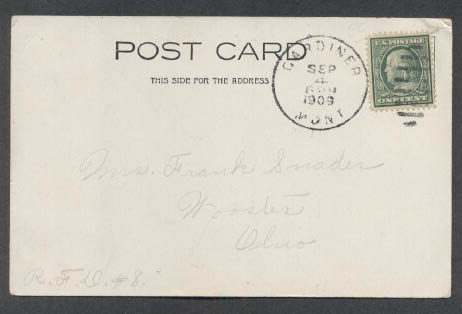 POST CARD
THIS SIDE FOR THE ADDRESS
GARDINER
SEP
4
1909
MONT
U.S. POSTAGE
ONE CENT
Mrs. Frank Snader
Wooster
Ohio
R.F.D. #8.